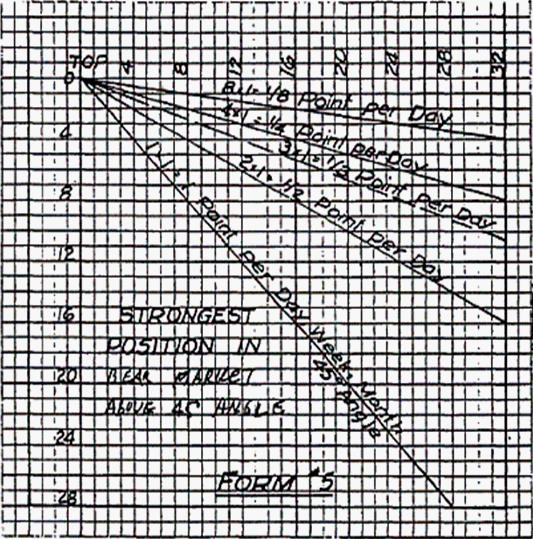 TOP 4 8 12 16 20 24 28 32
0
4
8
12
16
20
24
28
8x1 = 1/8 Point per Day
4x1 = 1/4 Point per Day
3x1 = 1/3 Point per Day
2x1 = 1/2 Point per Day
1x1 = 1 Point per Day Week, Month
45° Angle
STRONGEST
POSITION IN
BEAR MARKET
ABOVE 45 ANGLE
FORM #5